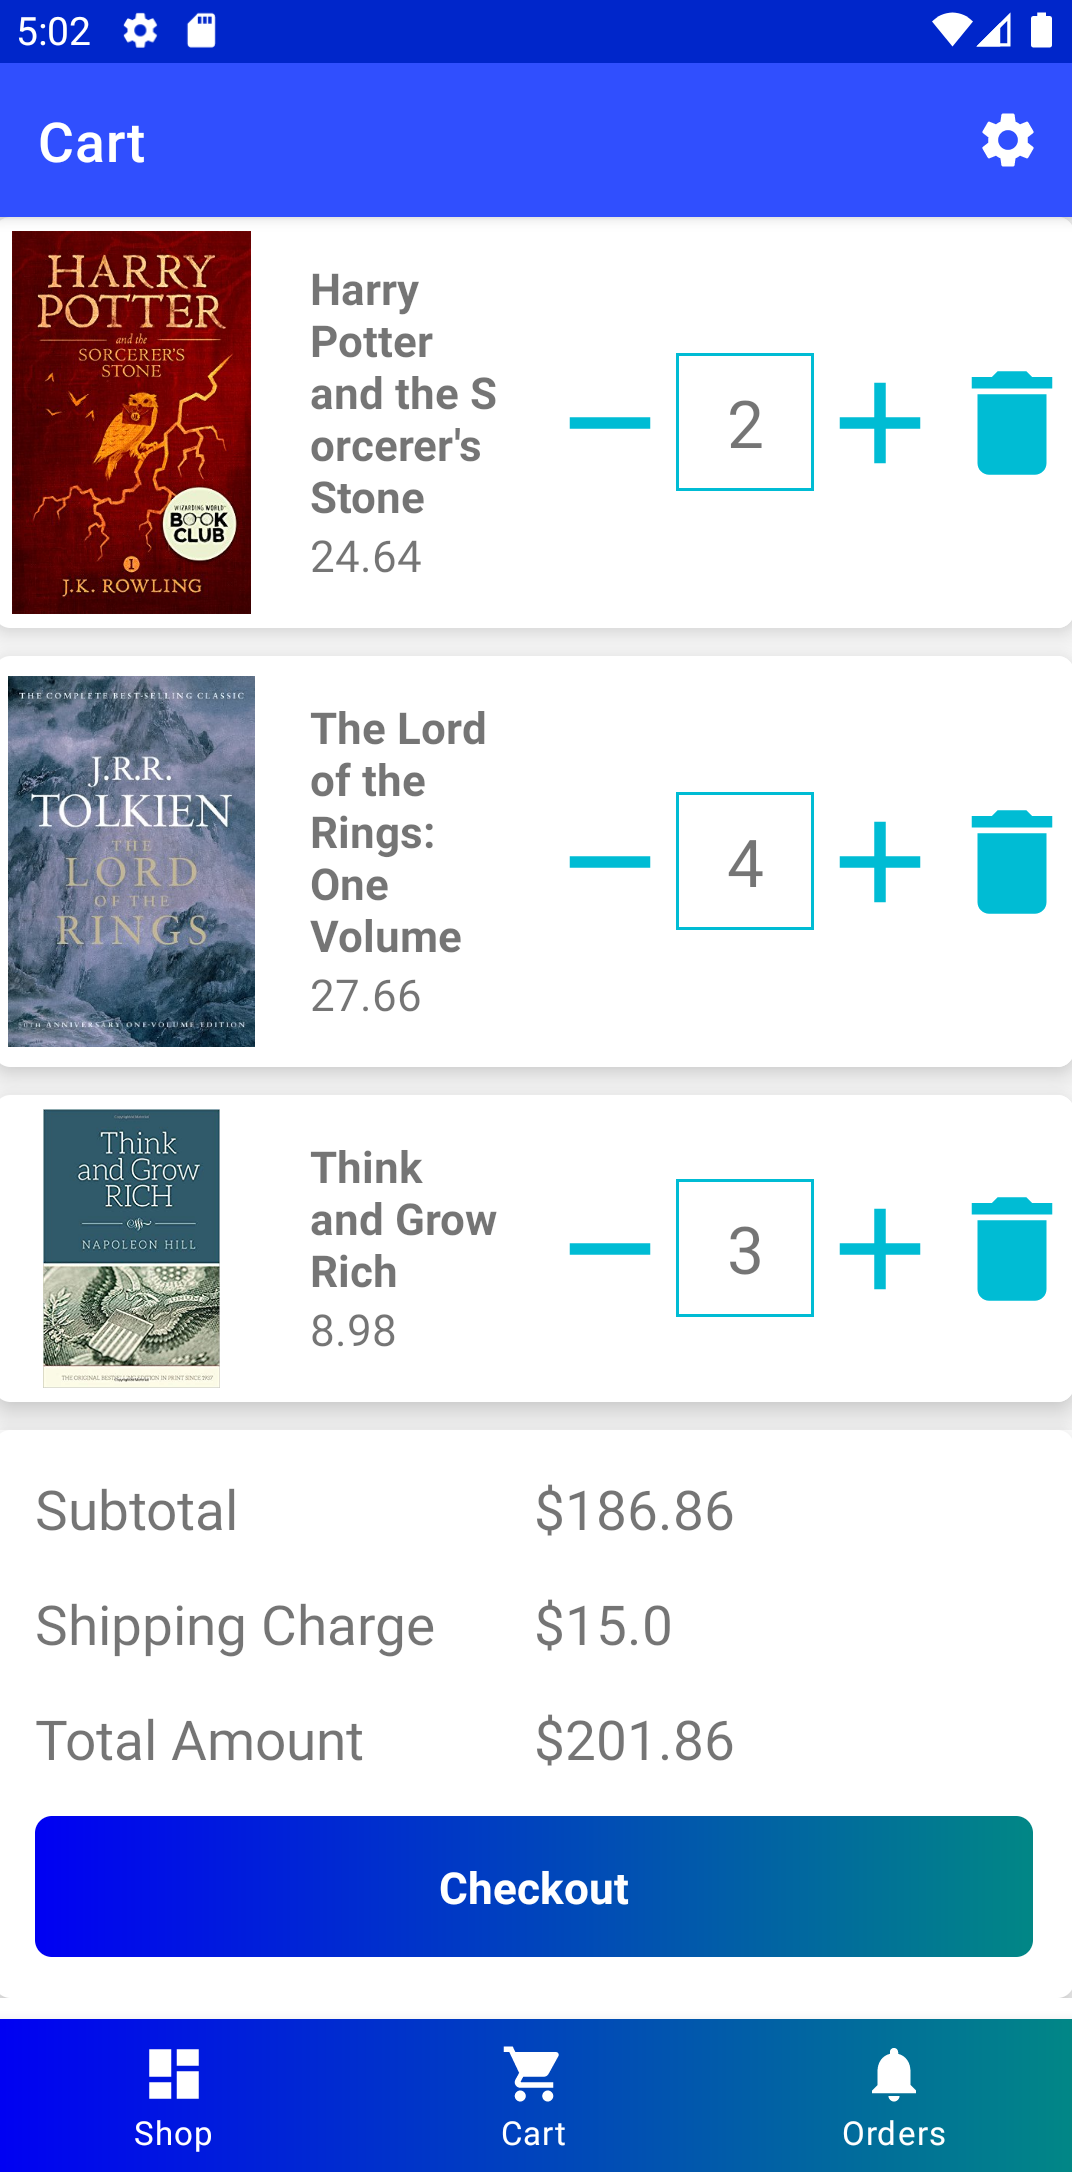 5:02
Cart
HARRY
POTTER
and the
SORCERER'S
STONE
WIZARDING WORLD
BOOK
CLUB
1
J.K. ROWLING
Harry
Potter
and the S
orcerer's
Stone
24.64
2
THE COMPLETE BEST-SELLING CLASSIC
J.R.R.
TOLKIEN
THE
LORD
OF THE
RINGS
ANNIVERSARY ONE-VOLUME EDITION
The Lord
of the
Rings:
One
Volume
27.66
4
Think
and Grow
RICH
NAPOLEON HILL
Think
and Grow
Rich
8.98
3
Subtotal
$186.86
Shipping Charge
$15.0
Total Amount
$201.86
Checkout
Shop
Cart
Orders